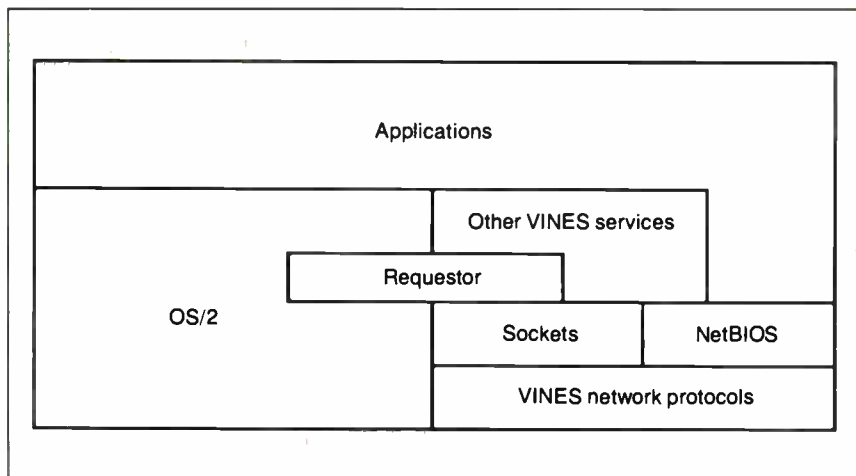 Applications
Other VINES services
Requestor
OS/2
Sockets
NetBIOS
VINES network protocols